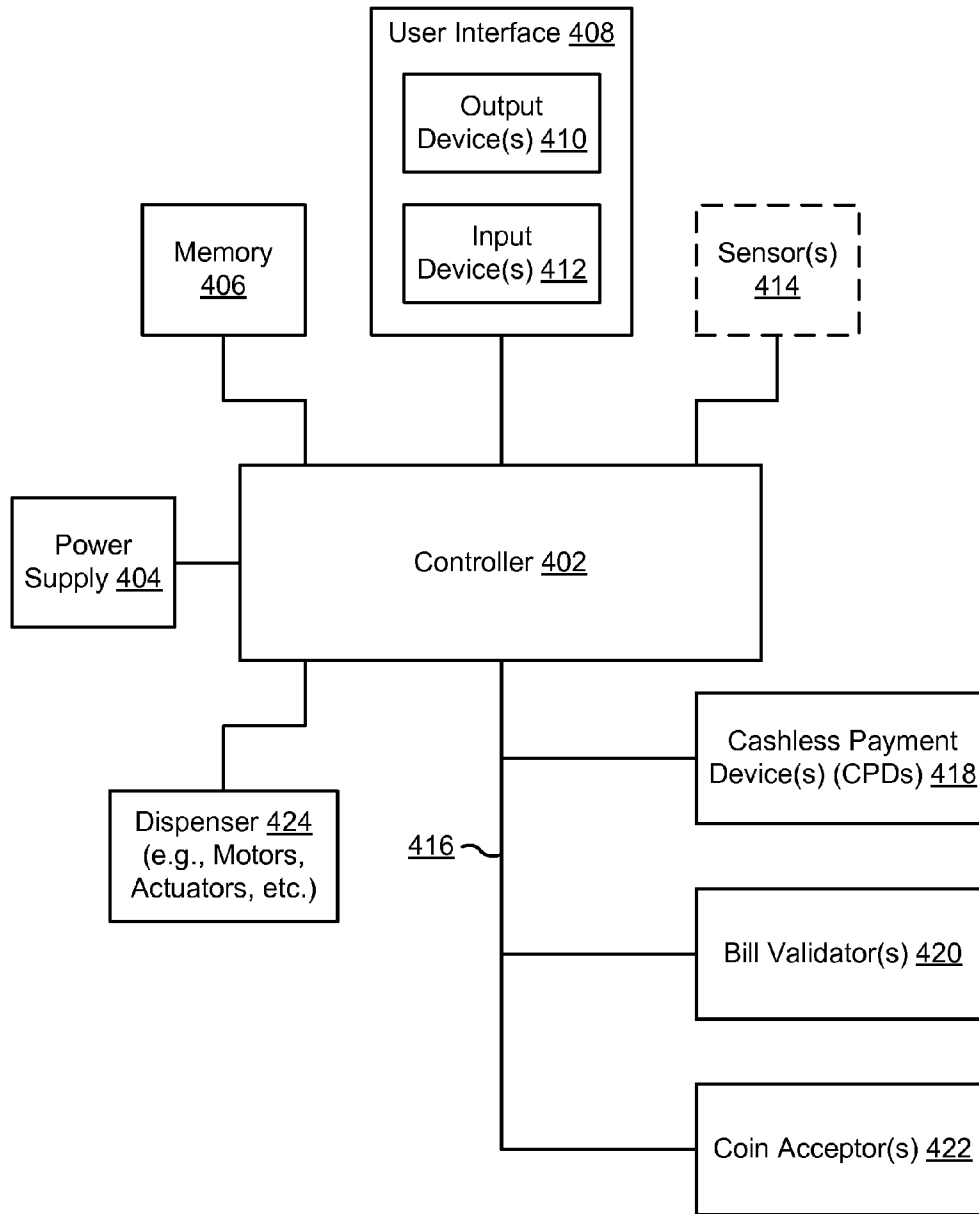 User Interface 408
Output
Device(s) 410
Input
Device(s) 412
Memory
406
Sensor(s)
414
Power
Supply 404
Controller 402
Cashless Payment
Device(s) (CPDs) 418
Dispenser 424
(e.g., Motors,
Actuators, etc.)
416
Bill Validator(s) 420
Coin Acceptor(s) 422